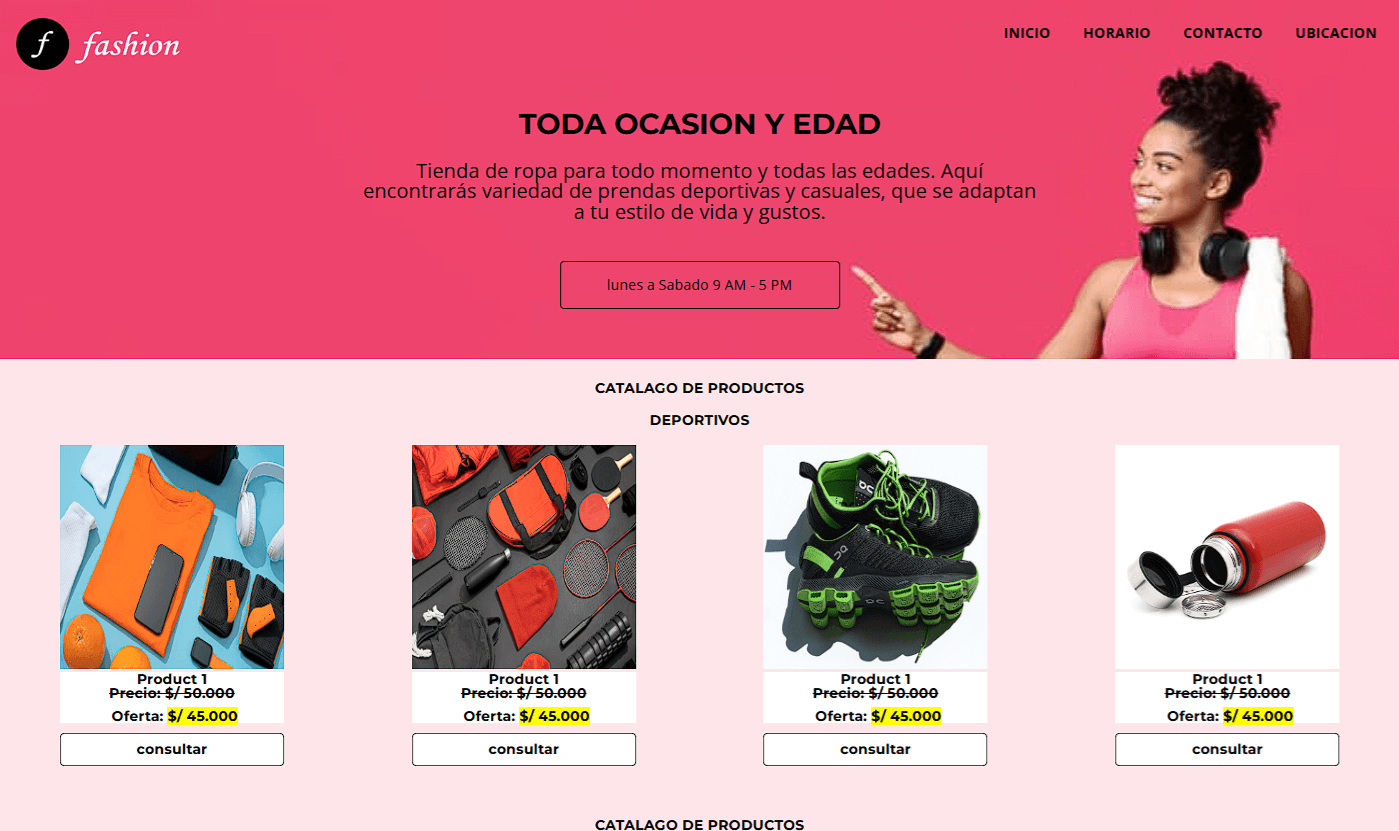 f fashion
INICIO HORARIO CONTACTO UBICACION
TODA OCASION Y EDAD
Tienda de ropa para todo momento y todas las edades. Aquí
encontrarás variedad de prendas deportivas y casuales, que se adaptan
a tu estilo de vida y gustos.
lunes a Sabado 9 AM - 5 PM
CATALAGO DE PRODUCTOS
DEPORTIVOS
Product 1
Precio: $/ 50.000
Oferta: $/ 45.000
consultar
Product 1
Precio: $/ 50.000
Oferta: $/ 45.000
consultar
Product 1
Precio: $/ 50.000
Oferta: $/ 45.000
consultar
Product 1
Precio: $/ 50.000
Oferta: $/ 45.000
consultar
CATALAGO DE PRODUCTOS